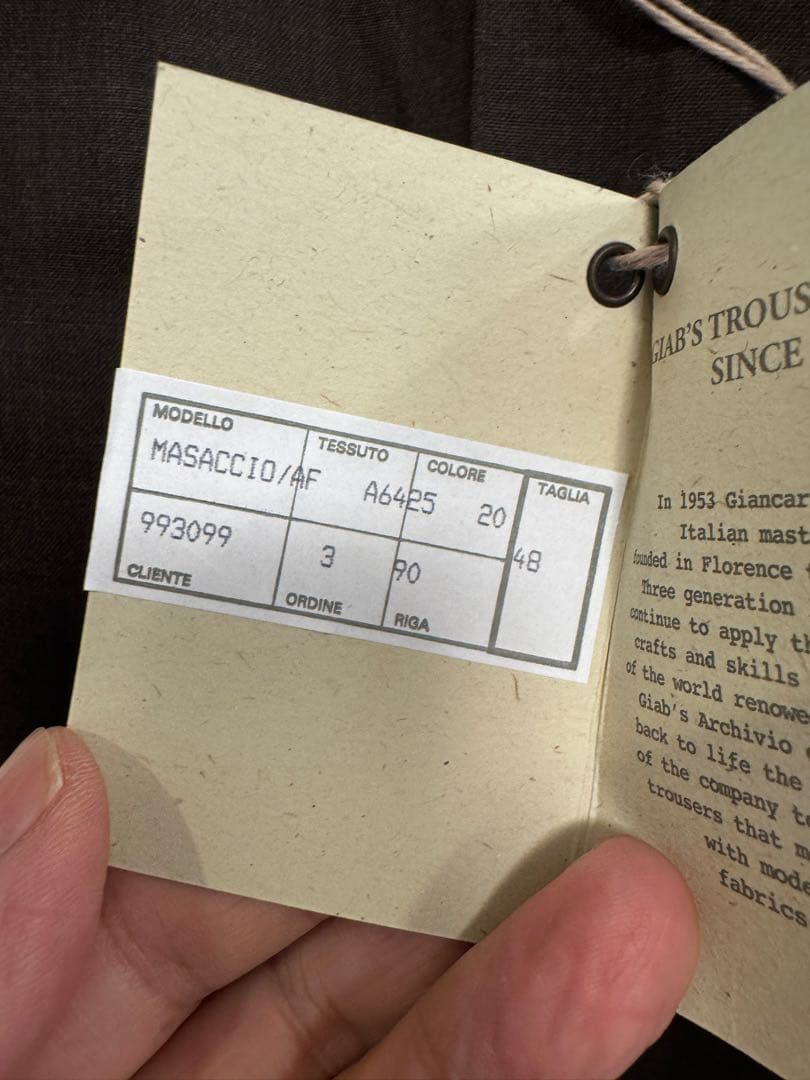 MODELLO
MASACCIO/AF
TESSUTO
A6425
COLORE
20
TAGLIA
48
993099
CLIENTE
3
ORDINE
90
RIGA
GIAB'S TROUS
SINCE
In 1953 Giancar
Italian mast
founded in Florence
Three generation
continue to apply th
crafts and skills
of the world renowe
Giab's Archivio
back to life the
of the company to
trousers that m
with mode
fabrics